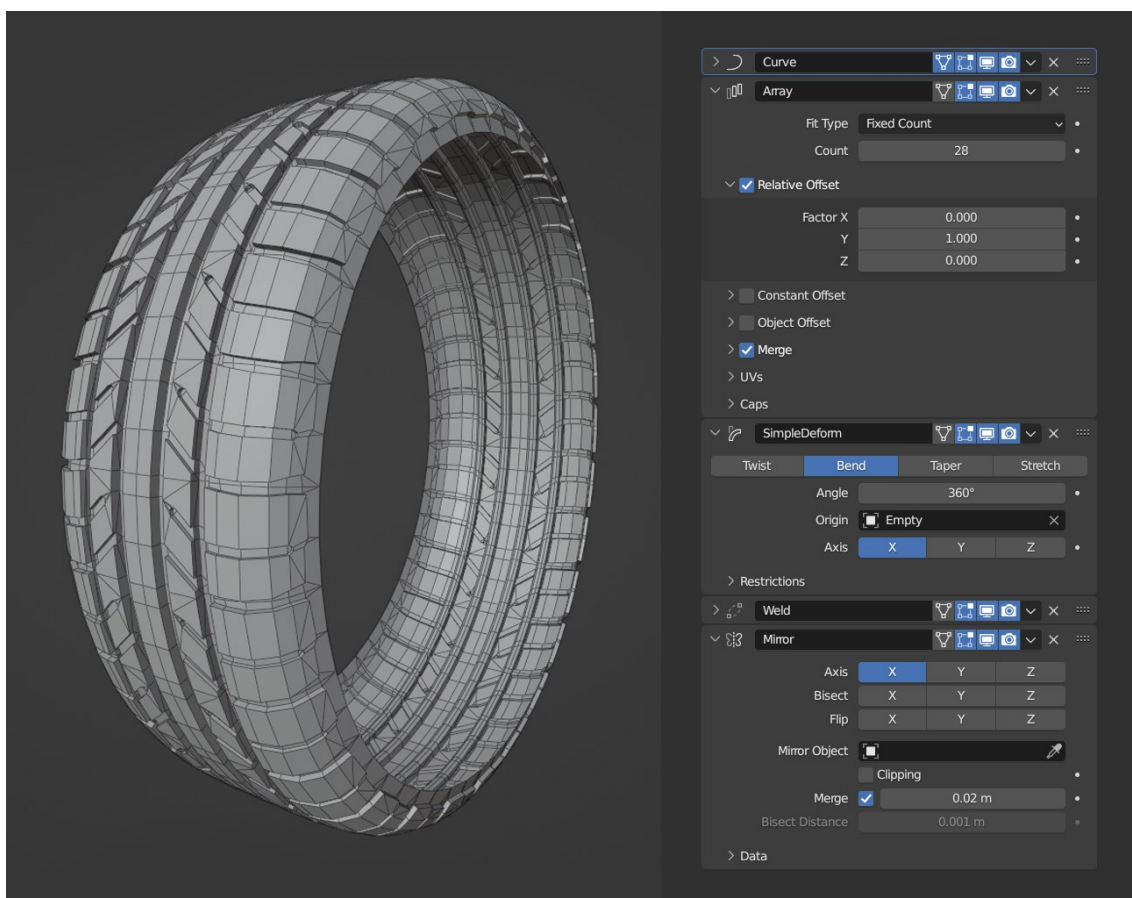 Curve
Array
Fit Type Fixed Count
Count 28
Relative Offset
Factor X 0.000
Y 1.000
Z 0.000
Constant Offset
Object Offset
Merge
UVs
Caps
SimpleDeform
Twist Bend Taper Stretch
Angle 360°
Origin Empty
Axis X Y Z
Restrictions
Weld
Mirror
Axis X Y Z
Bisect X Y Z
Flip X Y Z
Mirror Object
Clipping
Merge 0.02 m
Bisect Distance 0.001 m
Data